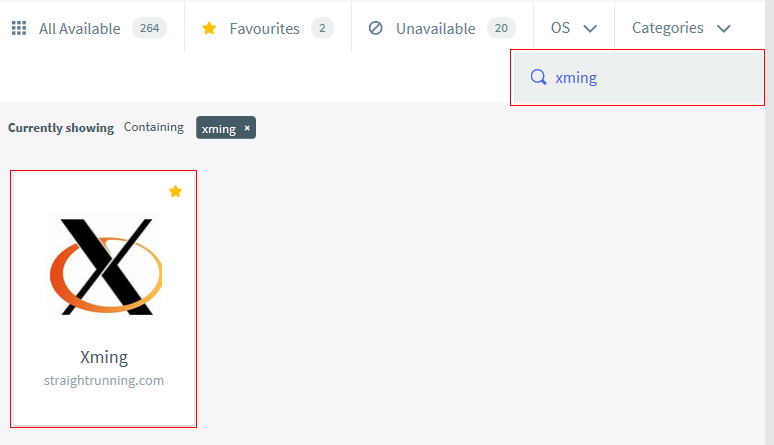 All Available 264 Favourites 2 Unavailable 20 OS Categories
xming
Currently showing Containing xming ×
Xming
straightrunning.com